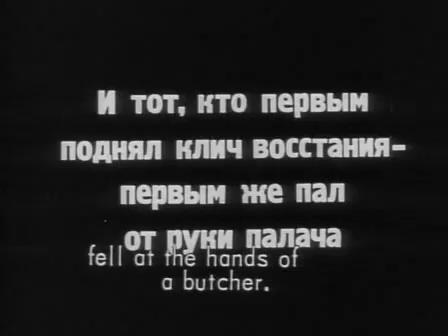 И тот, кто первым
поднял клич восстания-
первым же пал
от руки палача
fell at the hands of
a butcher.